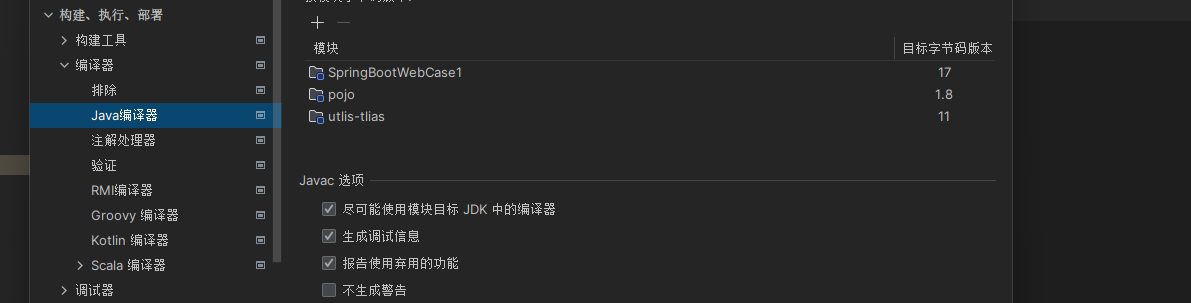 构建、执行、部署
构建工具
编译器
排除
Java编译器
注解处理器
验证
RMI编译器
Groovy 编译器
Kotlin 编译器
Scala 编译器
调试器
模块 目标字节码版本
SpringBootWebCase1 17
pojo 1.8
utlis-tlias 11
Javac 选项
尽可能使用模块目标 JDK 中的编译器
生成调试信息
报告使用弃用的功能
不生成警告